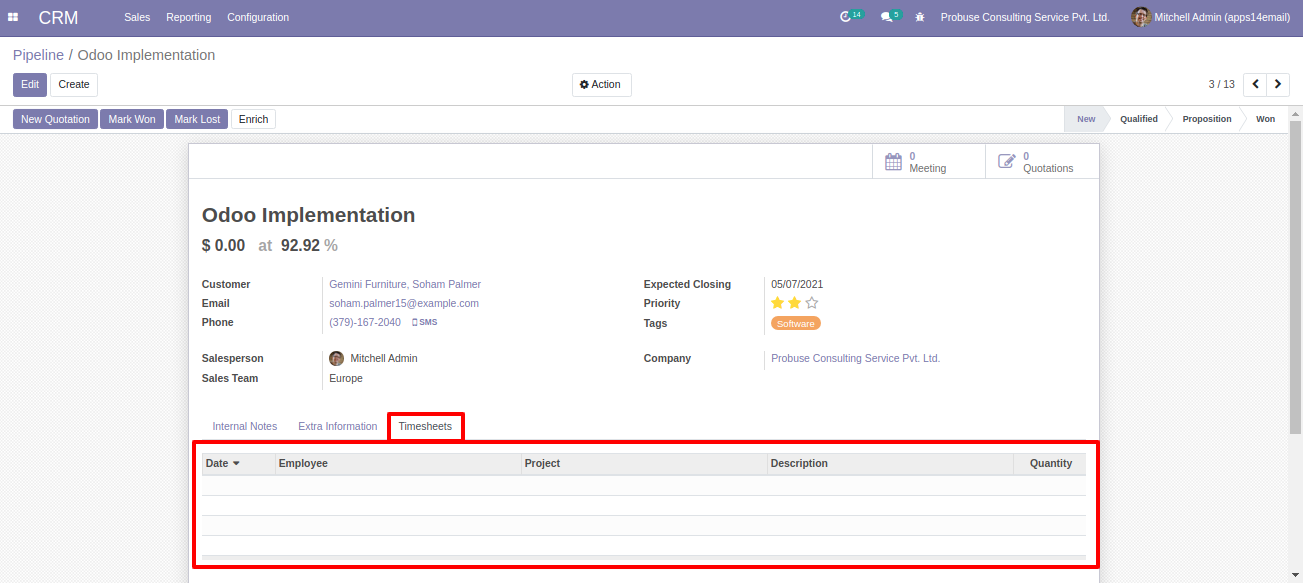 CRM Sales Reporting Configuration 14 5 Probuse Consulting Service Pvt. Ltd. Mitchell Admin (apps14email)
Pipeline / Odoo Implementation
Edit Create Action 3 / 13
New Quotation Mark Won Mark Lost Enrich New Qualified Proposition Won
0 Meeting
0 Quotations
Odoo Implementation
$ 0.00 at 92.92 %
Customer Gemini Furniture, Soham Palmer
Email soham.palmer15@example.com
Phone (379)-167-2040 SMS
Expected Closing 05/07/2021
Priority
Tags Software
Salesperson Mitchell Admin
Sales Team Europe
Company Probuse Consulting Service Pvt. Ltd.
Internal Notes Extra Information Timesheets
Date Employee Project Description Quantity